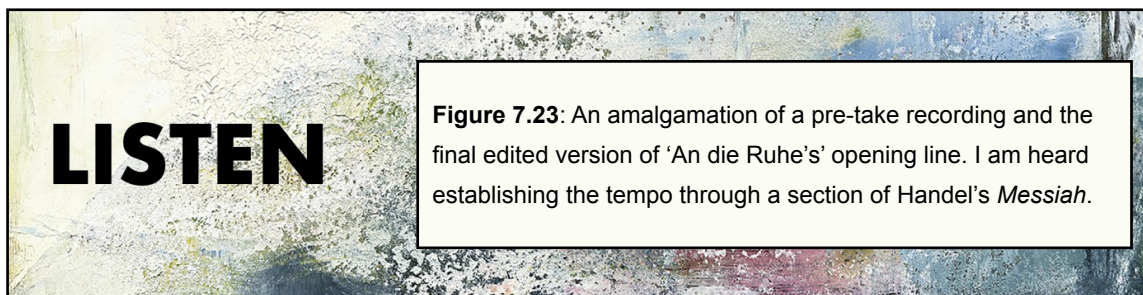 LISTEN
Figure 7.23: An amalgamation of a pre-take recording and the
final edited version of ‘An die Ruhe’s’ opening line. I am heard
establishing the tempo through a section of Handel’s Messiah.